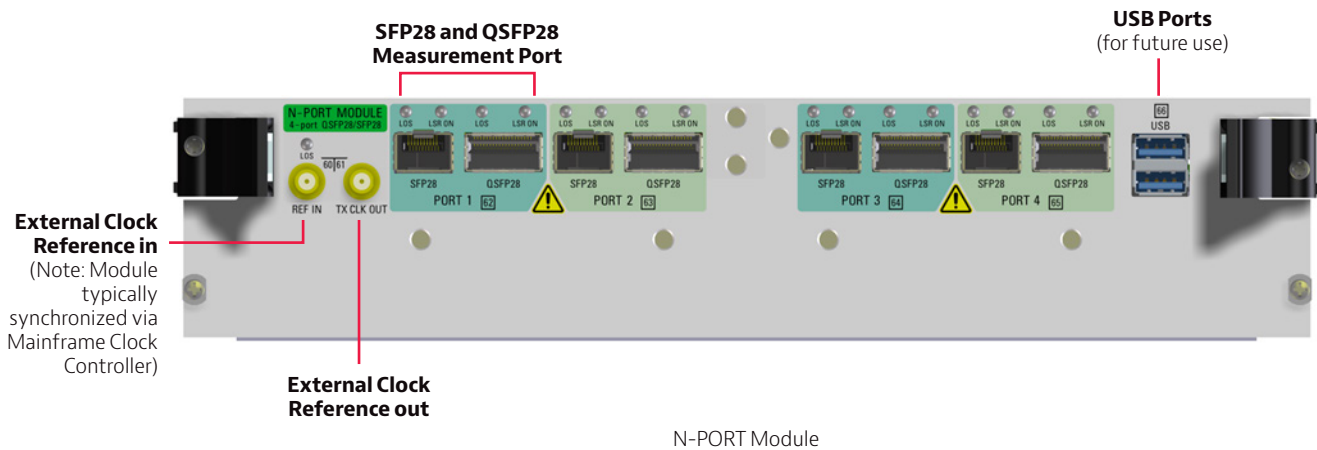 SFP28 and QSFP28
Measurement Port
USB Ports
(for future use)
N-PORT MODULE
4-port QSFP28/SFP28
LOS
60 61
REF IN
TX CLK OUT
LOS LSR ON LOS LSR ON
SFP28 QSFP28
PORT 1 62
LOS LSR ON LOS LSR ON
SFP28 QSFP28
PORT 2 63
LOS LSR ON LOS LSR ON
SFP28 QSFP28
PORT 3 64
LOS LSR ON LOS LSR ON
SFP28 QSFP28
PORT 4 65
66
USB
External Clock
Reference in
(Note: Module
typically
synchronized via
Mainframe Clock
Controller)
External Clock
Reference out
N-PORT Module